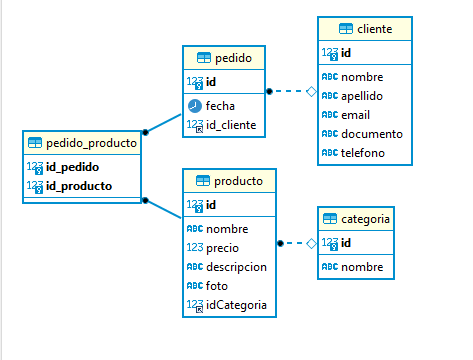 pedido
123 id
fecha
123 id_cliente
cliente
123 id
ABC nombre
ABC apellido
ABC email
ABC documento
ABC telefono
pedido_producto
123 id_pedido
123 id_producto
producto
123 id
ABC nombre
123 precio
ABC descripcion
ABC foto
123 idCategoria
categoria
123 id
ABC nombre